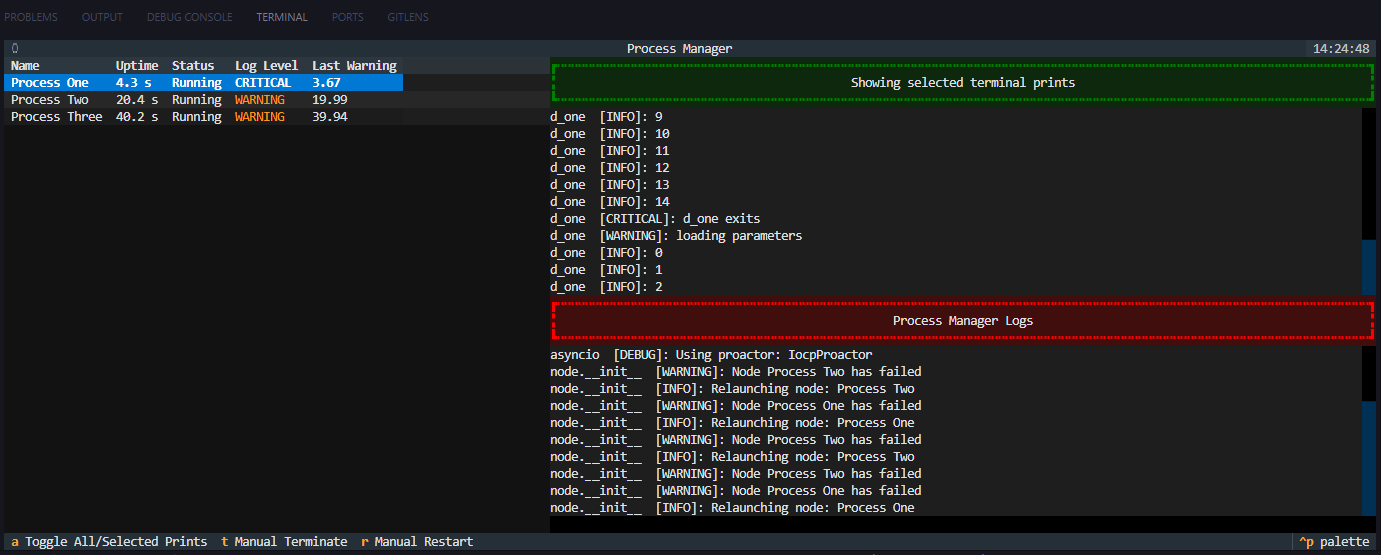 PROBLEMS OUTPUT DEBUG CONSOLE TERMINAL PORTS GITLENS
Process Manager 14:24:48
Name Uptime Status Log Level Last Warning
Process One 4.3 s Running CRITICAL 3.67
Process Two 20.4 s Running WARNING 19.99
Process Three 40.2 s Running WARNING 39.94
Showing selected terminal prints
d_one [INFO]: 9
d_one [INFO]: 10
d_one [INFO]: 11
d_one [INFO]: 12
d_one [INFO]: 13
d_one [INFO]: 14
d_one [CRITICAL]: d_one exits
d_one [WARNING]: loading parameters
d_one [INFO]: 0
d_one [INFO]: 1
d_one [INFO]: 2
Process Manager Logs
asyncio [DEBUG]: Using proactor: IocpProactor
node.__init__ [WARNING]: Node Process Two has failed
node.__init__ [INFO]: Relaunching node: Process Two
node.__init__ [WARNING]: Node Process One has failed
node.__init__ [INFO]: Relaunching node: Process One
node.__init__ [WARNING]: Node Process Two has failed
node.__init__ [INFO]: Relaunching node: Process Two
node.__init__ [WARNING]: Node Process Two has failed
node.__init__ [WARNING]: Node Process One has failed
node.__init__ [INFO]: Relaunching node: Process One
a Toggle All/Selected Prints t Manual Terminate r Manual Restart ^p palette